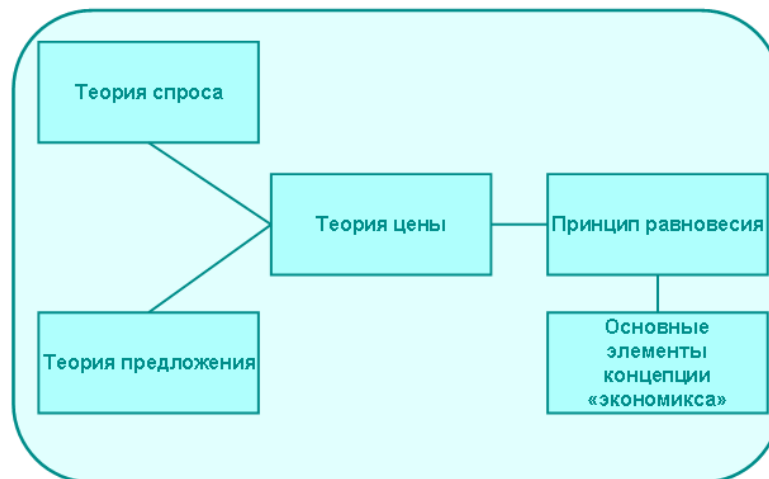 Теория спроса
Теория цены
Принцип равновесия
Теория предложения
Основные
элементы
концепции
«экономикса»